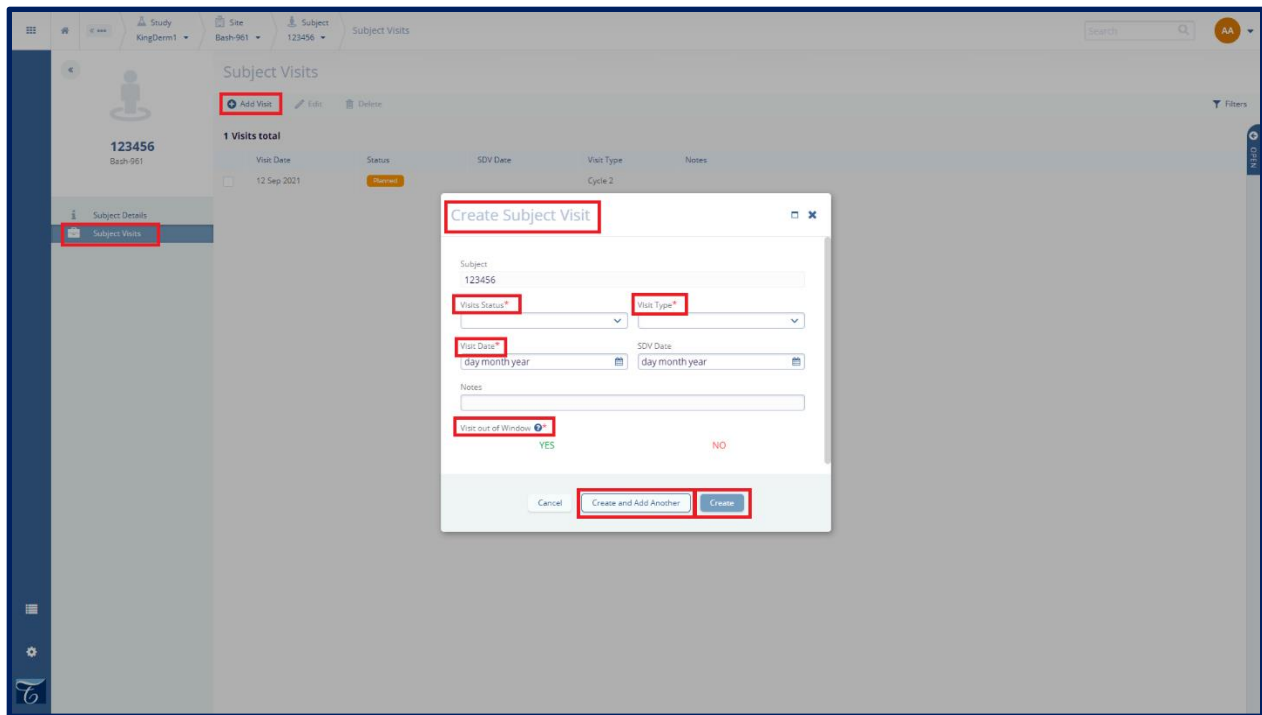 Study
KingDerm1
Site
Bash-961
Subject
123456
Subject Visits
Search
AA
123456
Bash-961
Subject Details
Subject Visits
Subject Visits
Add Visit Edit Delete
Filters
OPEN
1 Visits total
Visit Date Status SDV Date Visit Type Notes
12 Sep 2021 Planned Cycle 2
Create Subject Visit
Subject
123456
Visits Status* Visit Type*
Visit Date* SDV Date
day month year day month year
Notes
Visit out of Window ?*
YES NO
Cancel Create and Add Another Create